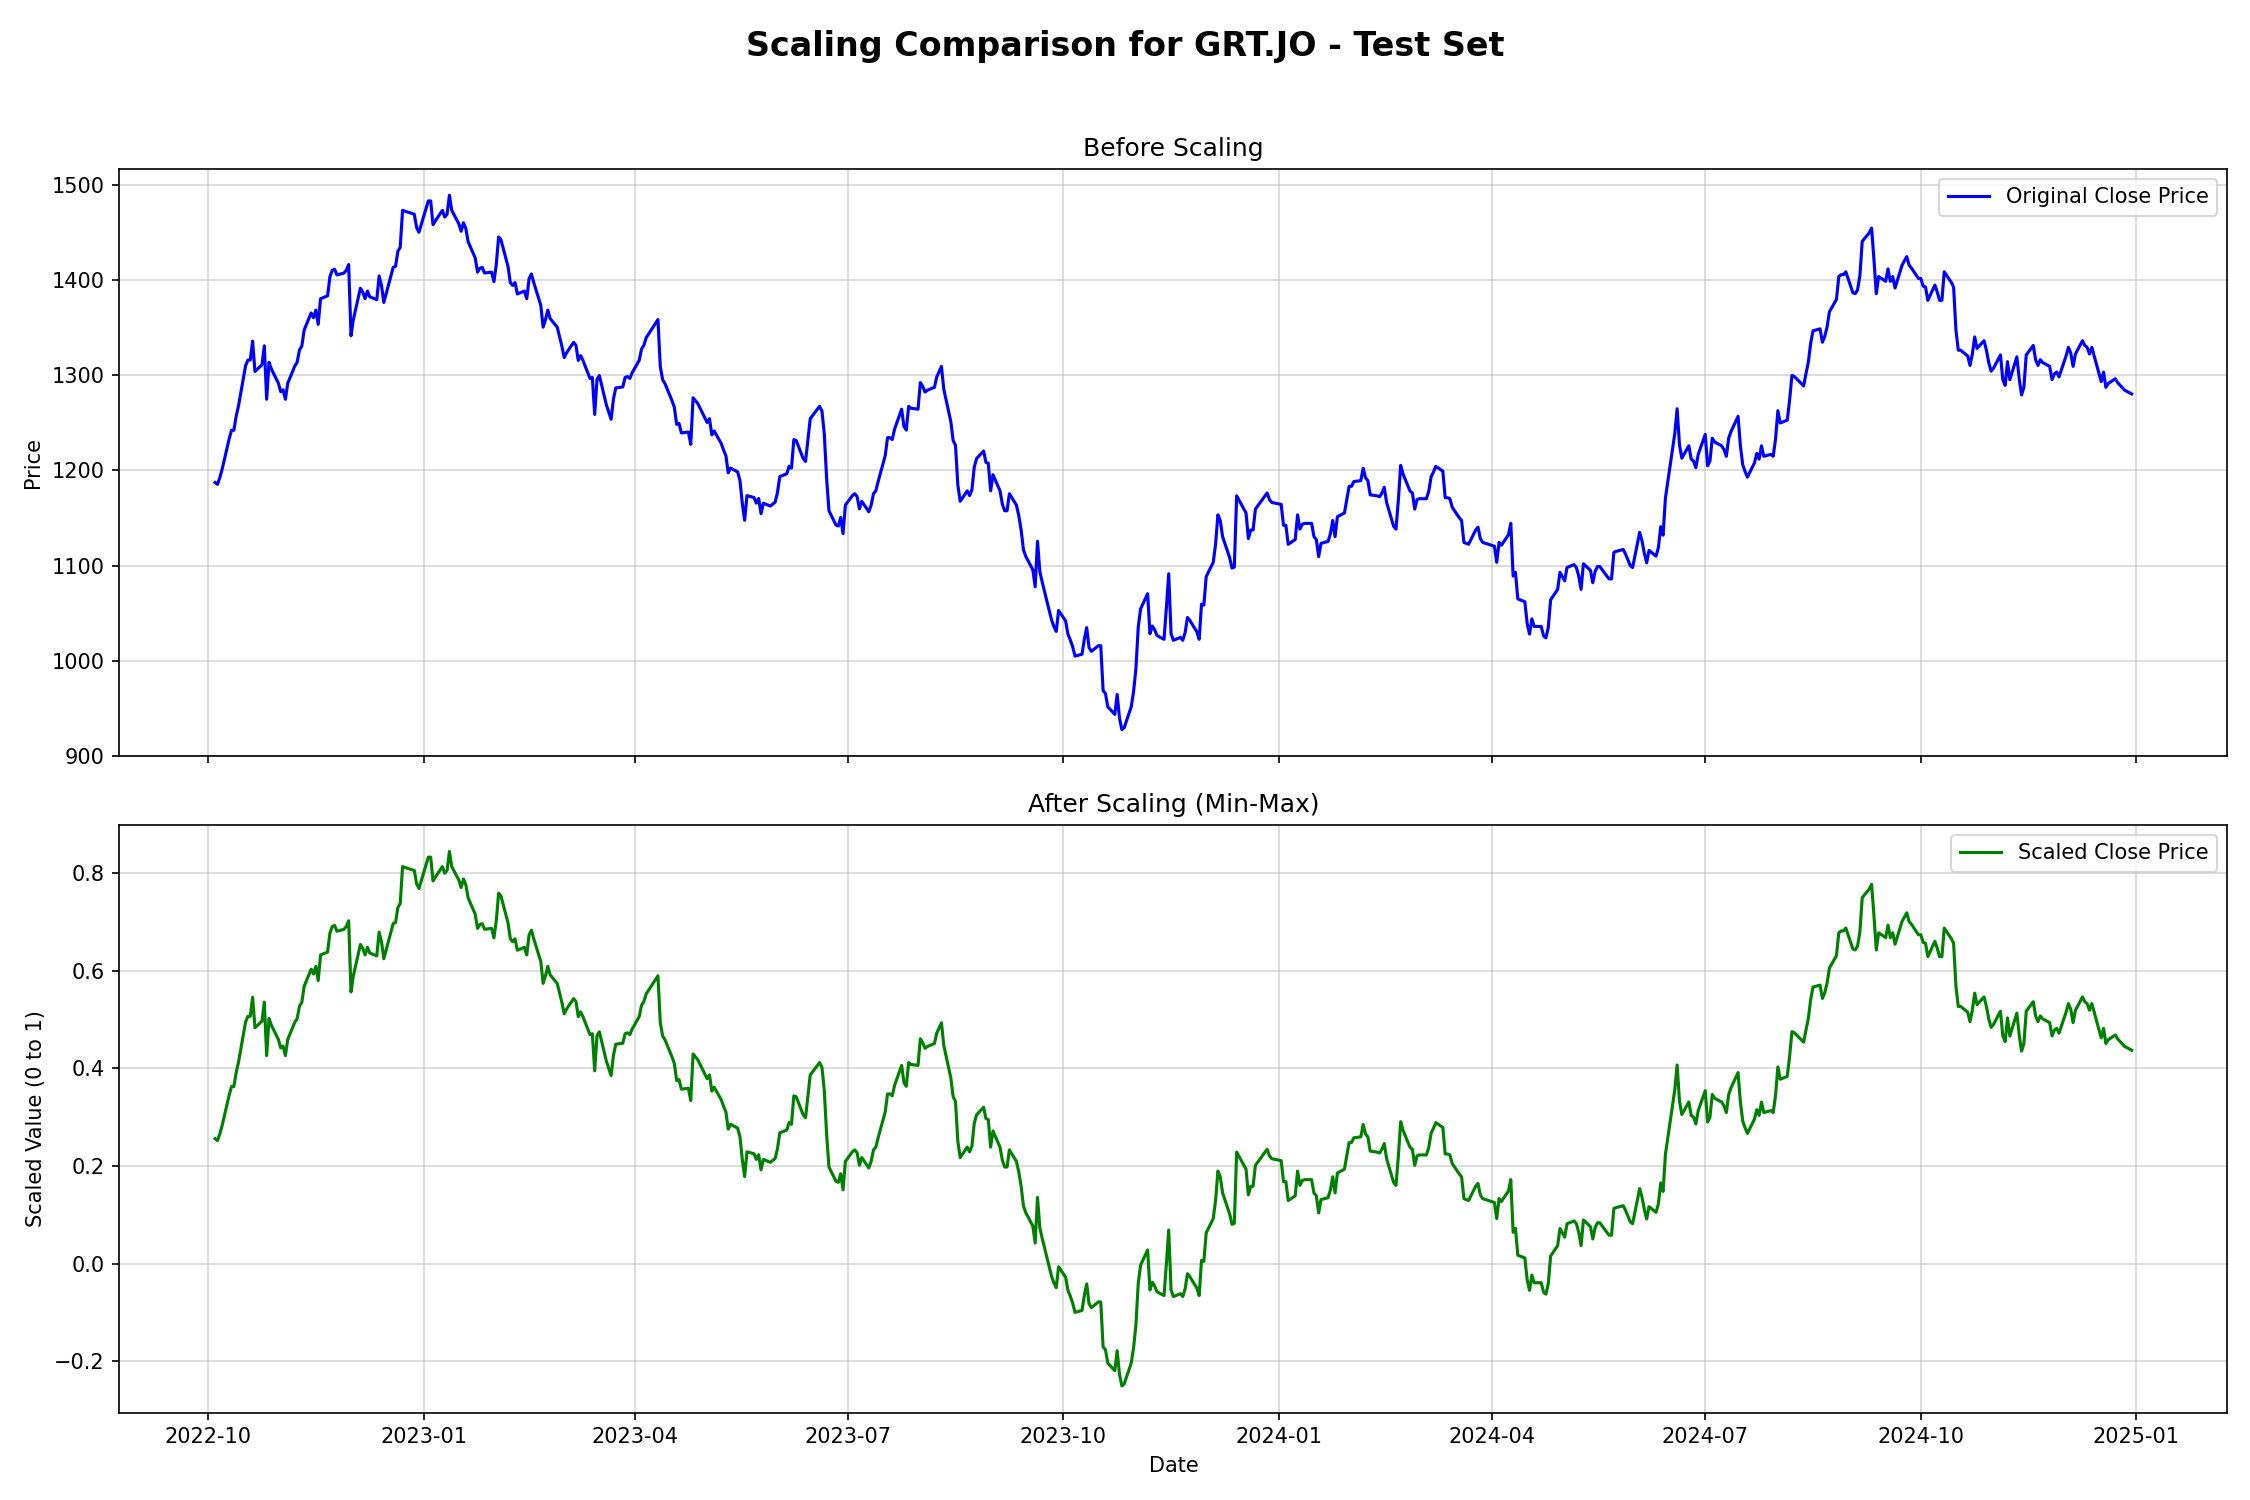 Scaling Comparison for GRT.JO - Test Set
Before Scaling
Original Close Price
Price
1500
1400
1300
1200
1100
1000
900
After Scaling (Min-Max)
Scaled Close Price
Scaled Value (0 to 1)
0.8
0.6
0.4
0.2
0.0
−0.2
2022-10 2023-01 2023-04 2023-07 2023-10 2024-01 2024-04 2024-07 2024-10 2025-01
Date